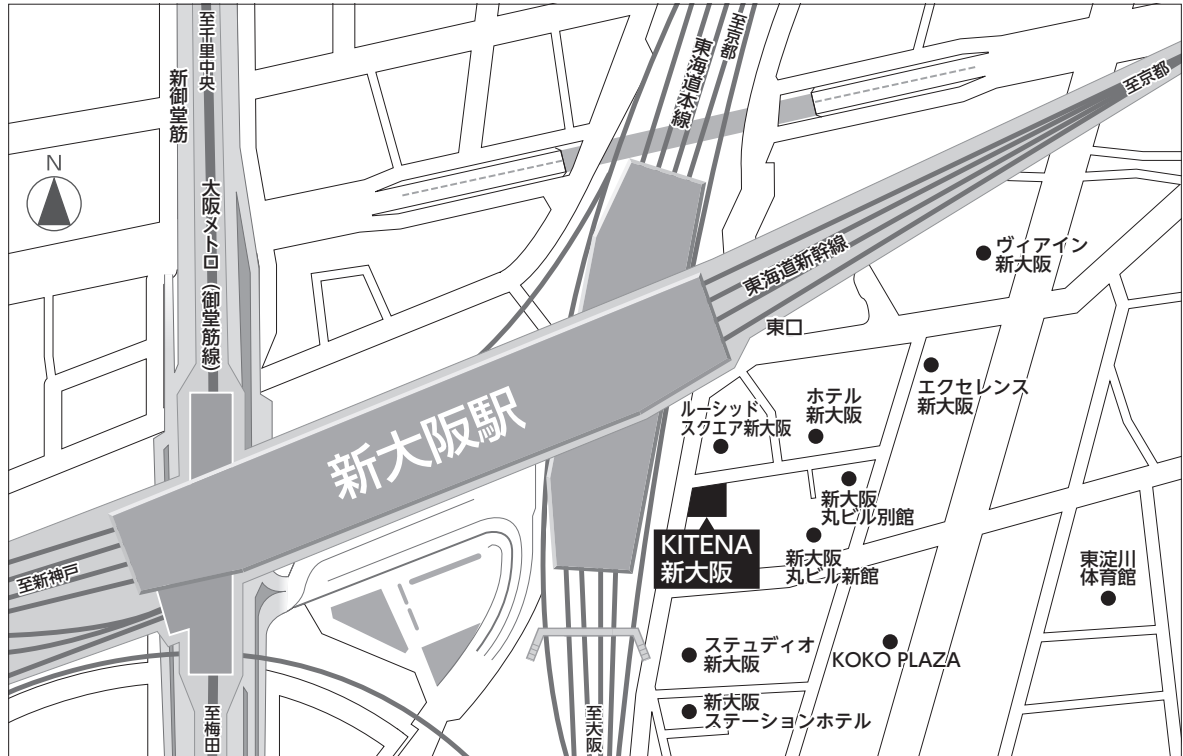 至千里中央
新御堂筋
N
大阪メトロ(御堂筋線)
東海道本線
至京都
至京都
東海道新幹線
東口
ヴィアイン
新大阪
エクセレンス
新大阪
ホテル
新大阪
ルーシッド
スクエア新大阪
新大阪駅
新大阪
丸ビル別館
KITENA
新大阪
新大阪
丸ビル新館
東淀川
体育館
至新神戸
ステュディオ
新大阪
KOKO PLAZA
新大阪
ステーションホテル
至梅田
至大阪